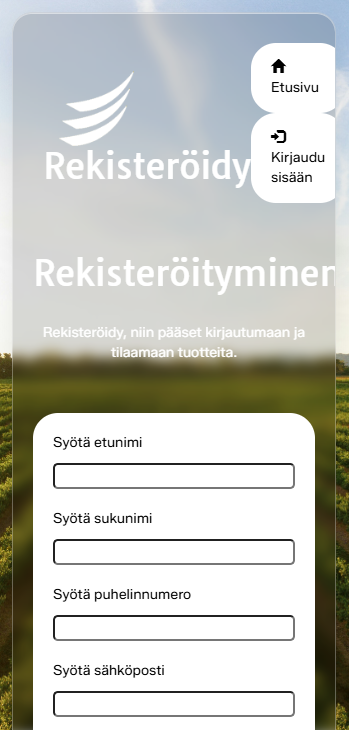 Etusivu
Kirjaudu
sisään
Rekisteröidy
Rekisteröityminen
Rekisteröidy, niin pääset kirjautumaan ja
tilaamaan tuotteita.
Syötä etunimi
Syötä sukunimi
Syötä puhelinnumero
Syötä sähköposti